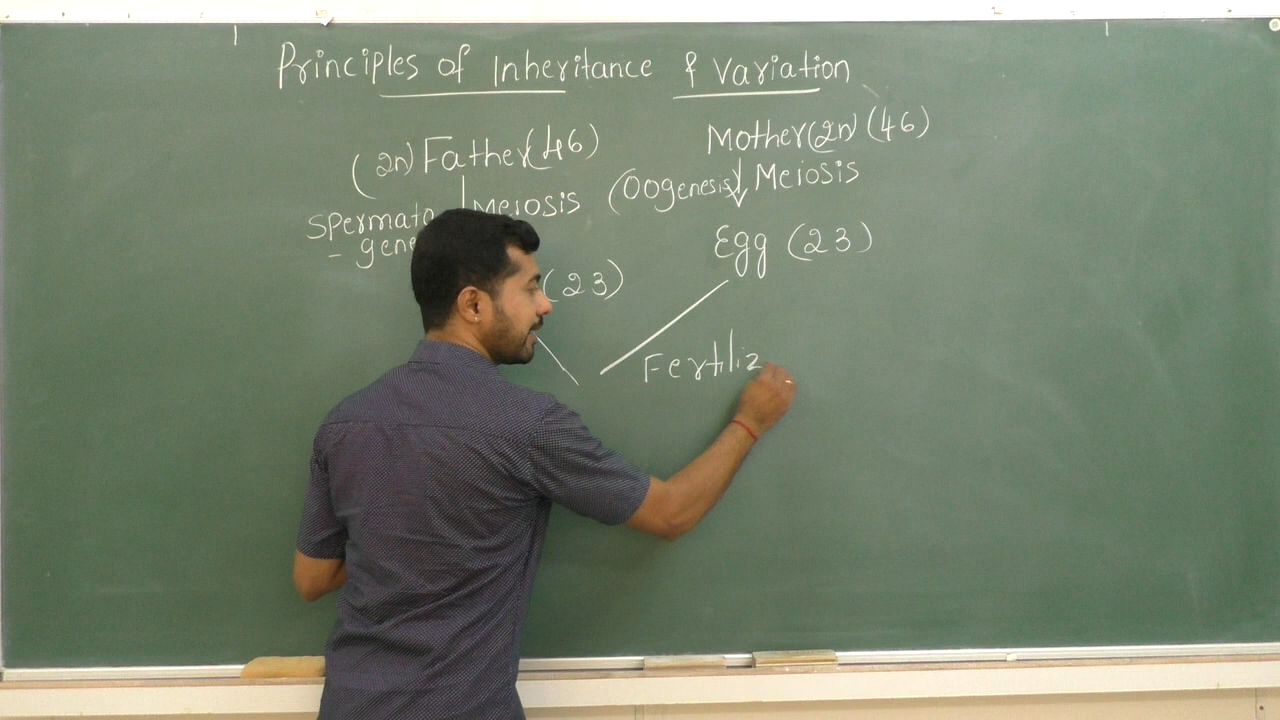 Principles of Inheritance & Variation
(2n) Father (46)
Mother (2n) (46)
Meiosis
(Oogenesis) Meiosis
Spermato
- gene
(23)
Egg (23)
Fertiliz